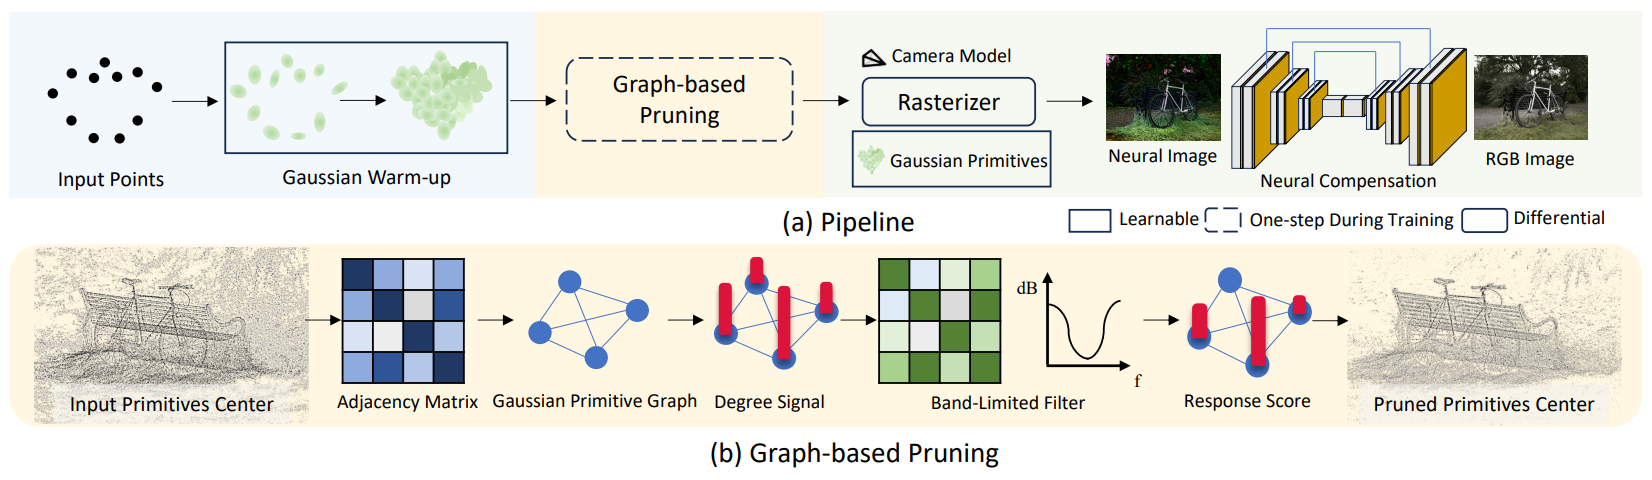 Input Points
Gaussian Warm-up
Graph-based
Pruning
Camera Model
Rasterizer
Gaussian Primitives
Neural Image
Neural Compensation
RGB Image
(a) Pipeline
Learnable
One-step During Training
Differential
Input Primitives Center
Adjacency Matrix
Gaussian Primitive Graph
Degree Signal
dB
f
Band-Limited Filter
Response Score
Pruned Primitives Center
(b) Graph-based Pruning